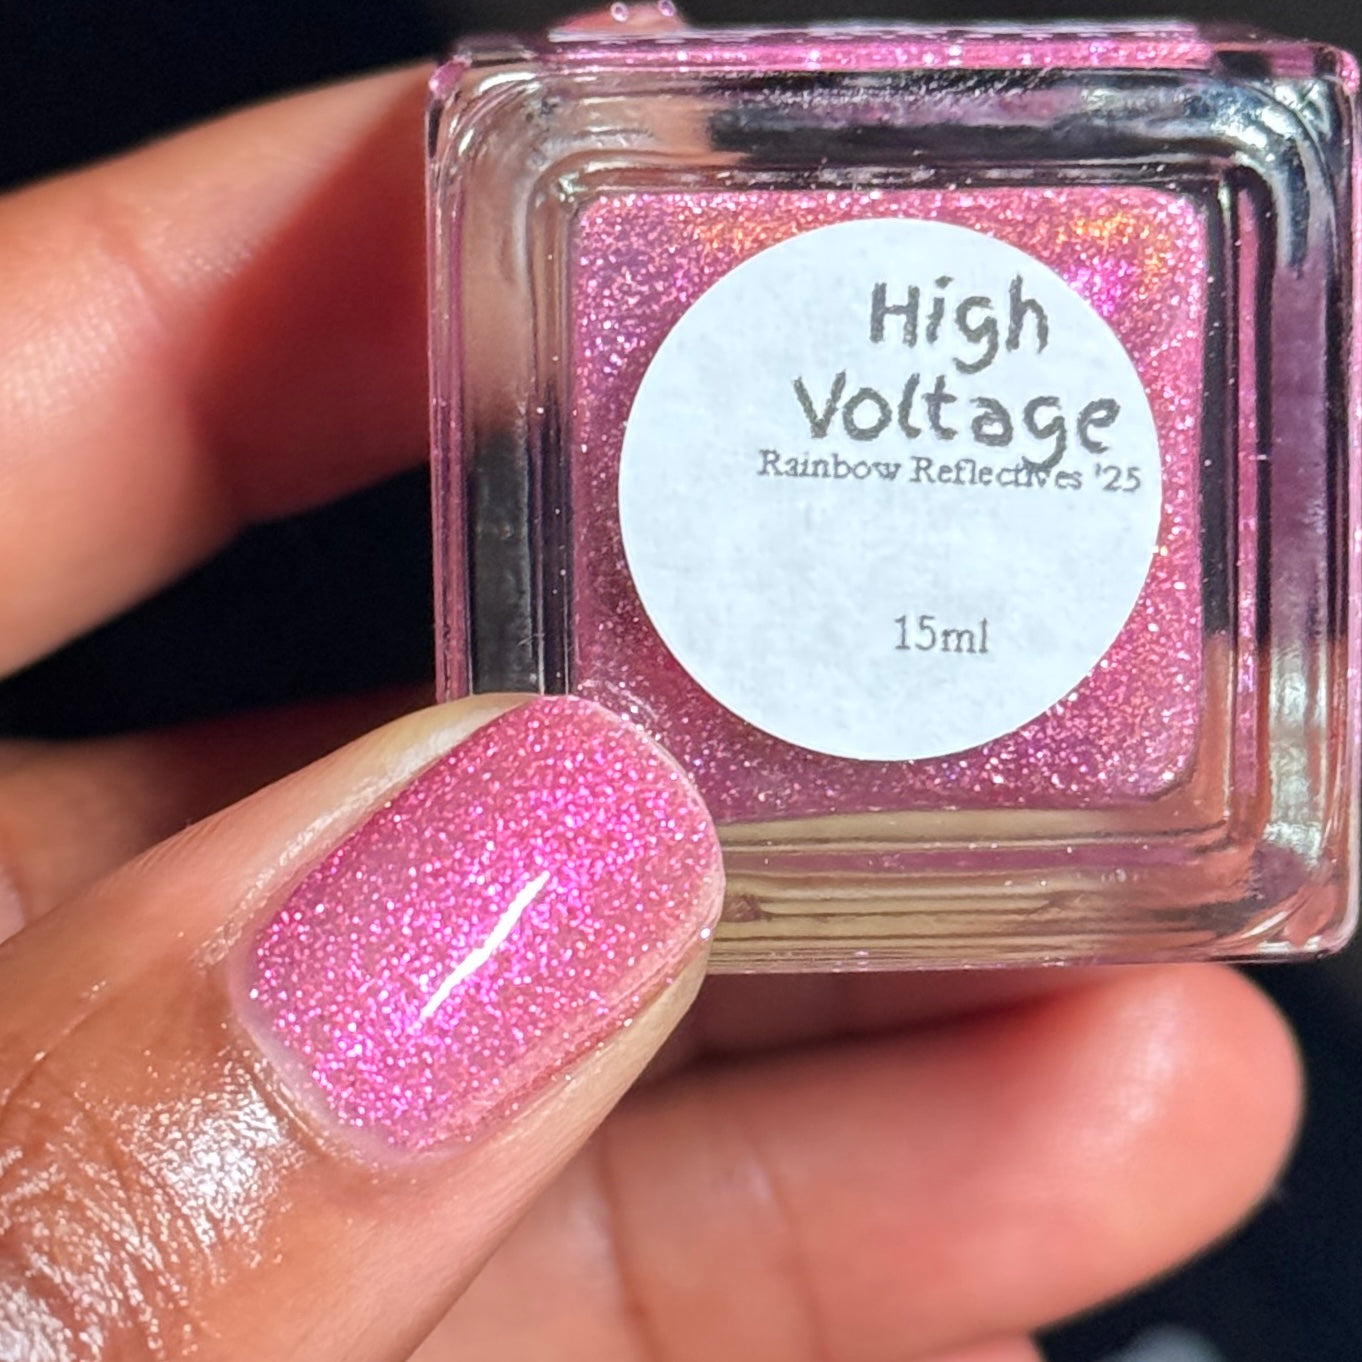 High
Voltage
Rainbow Reflectives '25
15ml